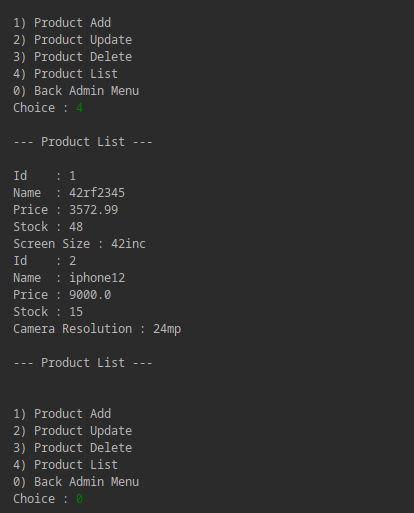 1) Product Add
2) Product Update
3) Product Delete
4) Product List
0) Back Admin Menu
Choice : 4
--- Product List ---
Id    : 1
Name  : 42rf2345
Price : 3572.99
Stock : 48
Screen Size : 42inc
Id    : 2
Name  : iphone12
Price : 9000.0
Stock : 15
Camera Resolution : 24mp
--- Product List ---
1) Product Add
2) Product Update
3) Product Delete
4) Product List
0) Back Admin Menu
Choice : 0